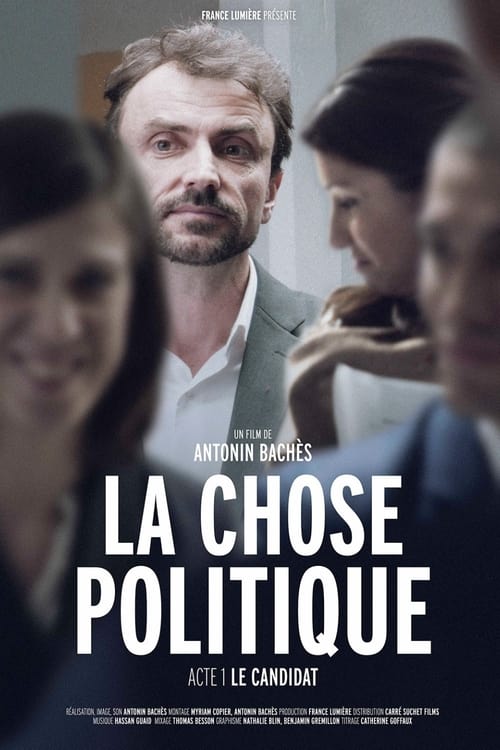 FRANCE LUMIÈRE PRÉSENTE
UN FILM DE
ANTONIN BACHÈS
LA CHOSE
POLITIQUE
ACTE 1 LE CANDIDAT
RÉALISATION, IMAGE, SON ANTONIN BACHÈS MONTAGE MYRIAM COPIER, ANTONIN BACHÈS PRODUCTION FRANCE LUMIÈRE DISTRIBUTION CARRÉ SUCHET FILMS
MUSIQUE HASSAN GUAID MIXAGE THOMAS BESSON GRAPHISME NATHALIE BLIN, BENJAMIN GREMILLON TITRAGE CATHERINE GOFFAUX